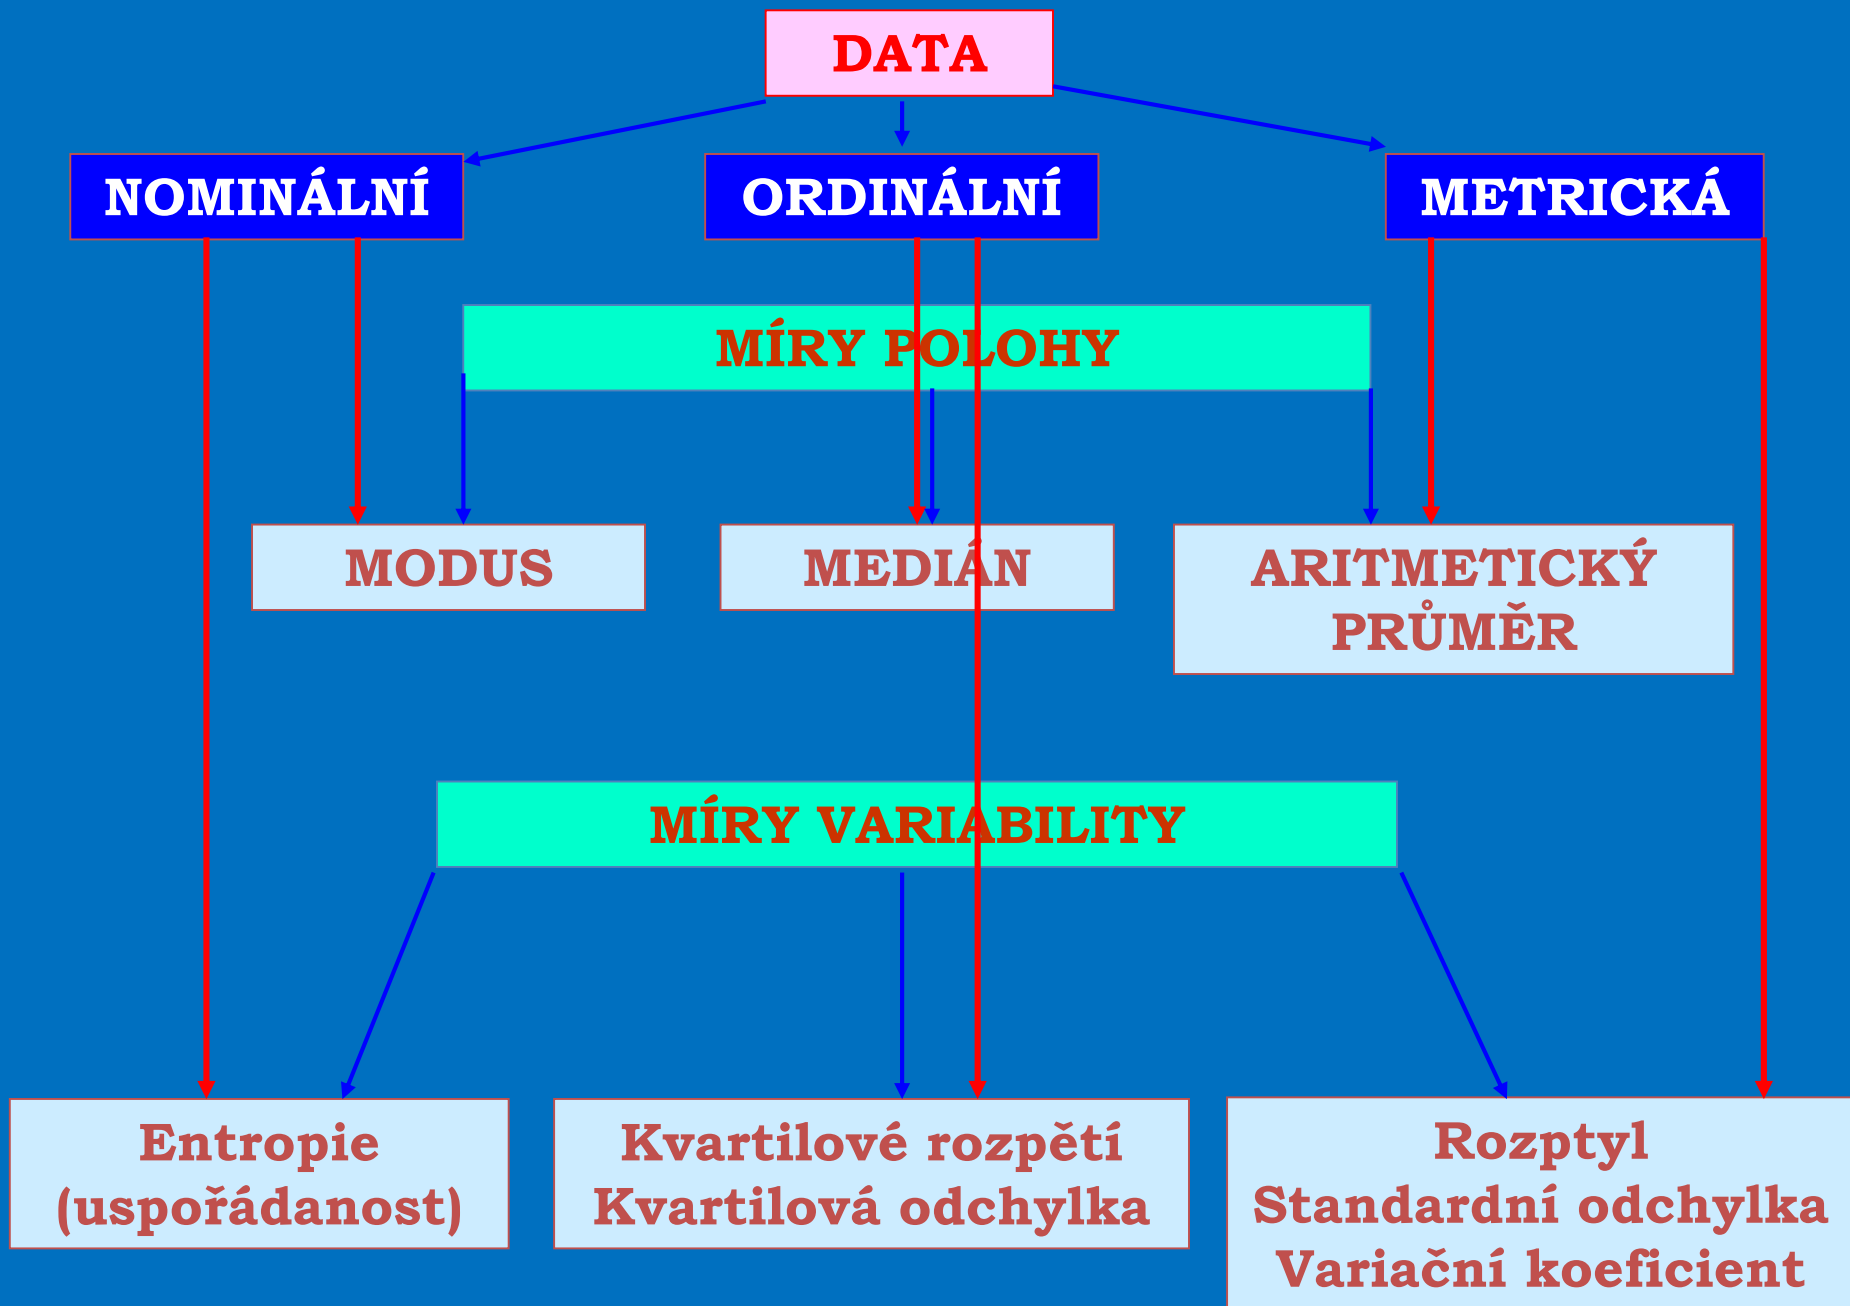 DATA
NOMINÁLNÍ
ORDINÁLNÍ
METRICKÁ
MÍRY POLOHY
MODUS
MEDIÁN
ARITMETICKÝ
PRŮMĚR
MÍRY VARIABILITY
Entropie
(uspořádanost)
Kvartilové rozpětí
Kvartilová odchylka
Rozptyl
Standardní odchylka
Variační koeficient